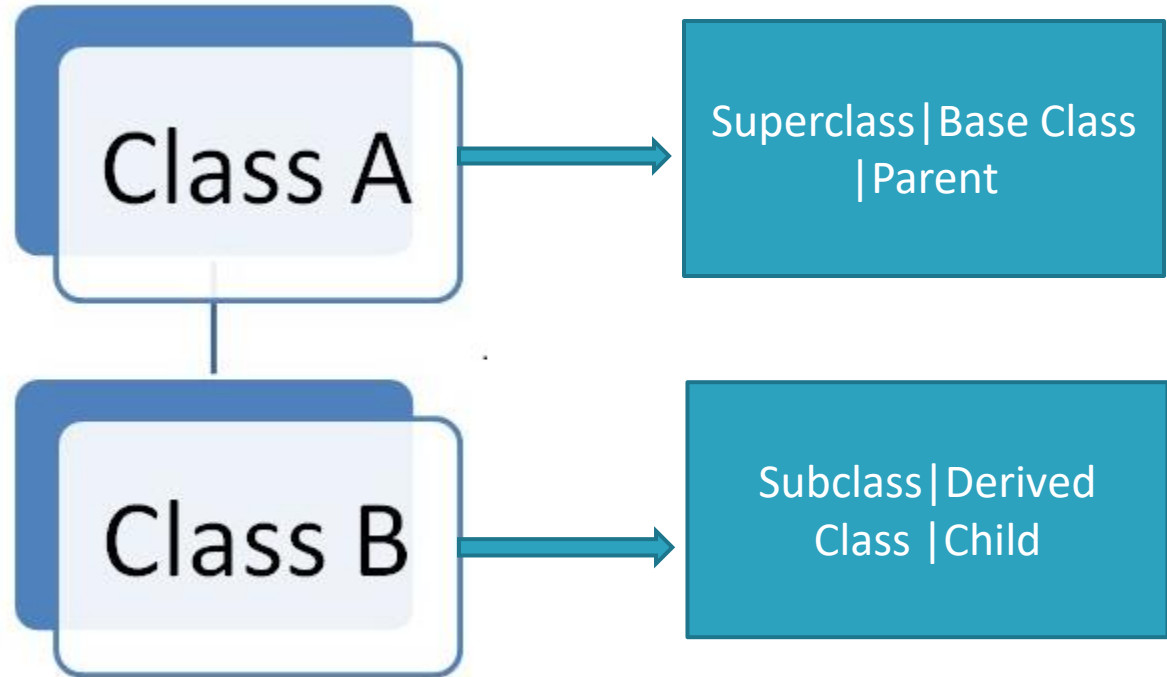 Class A
Superclass|Base Class
|Parent
Class B
Subclass|Derived
Class |Child